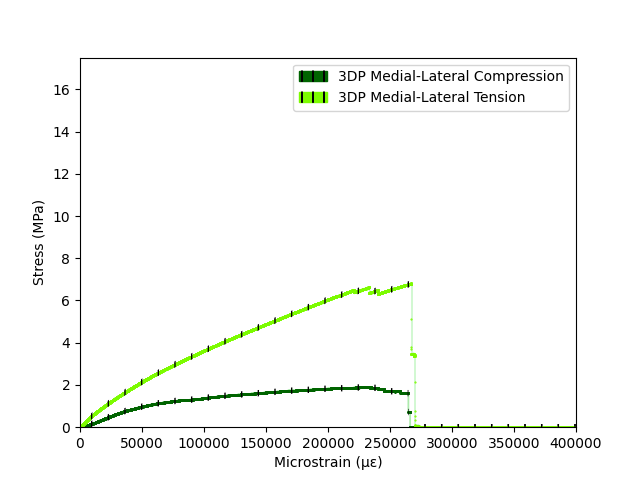 3DP Medial-Lateral Compression
3DP Medial-Lateral Tension
16
14
12
10
8
6
4
2
0
Stress (MPa)
0 50000 100000 150000 200000 250000 300000 350000 400000
Microstrain (με)